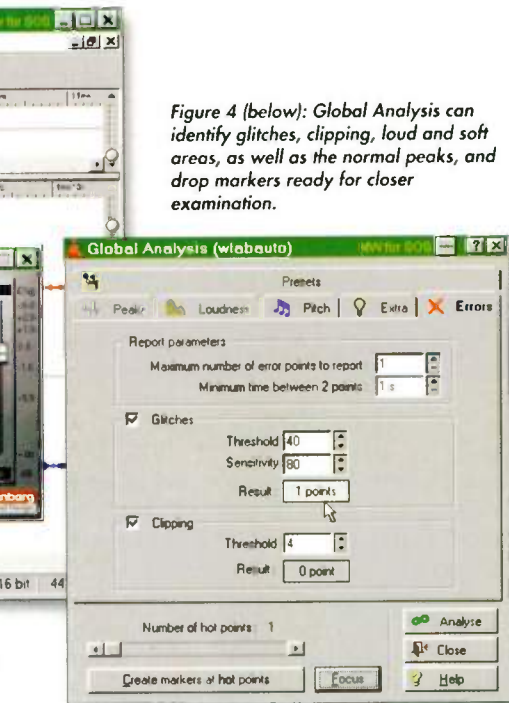 Figure 4 (below): Global Analysis can
identify glitches, clipping, loud and soft
areas, as well as the normal peaks, and
drop markers ready for closer
examination.
Global Analysis (wlabauto)
Presets
Peaks Loudness Pitch Extra Errors
Report parameters
Maximum number of error points to report 1
Minimum time between 2 points 1 s
Glitches
Threshold 40
Sensitivity 80
Result 1 points
Clipping
Threshold 4
Result 0 point
Number of hot points : 1
Create markers at hot points
Focus
Analyse
Close
Help
16 bit 44